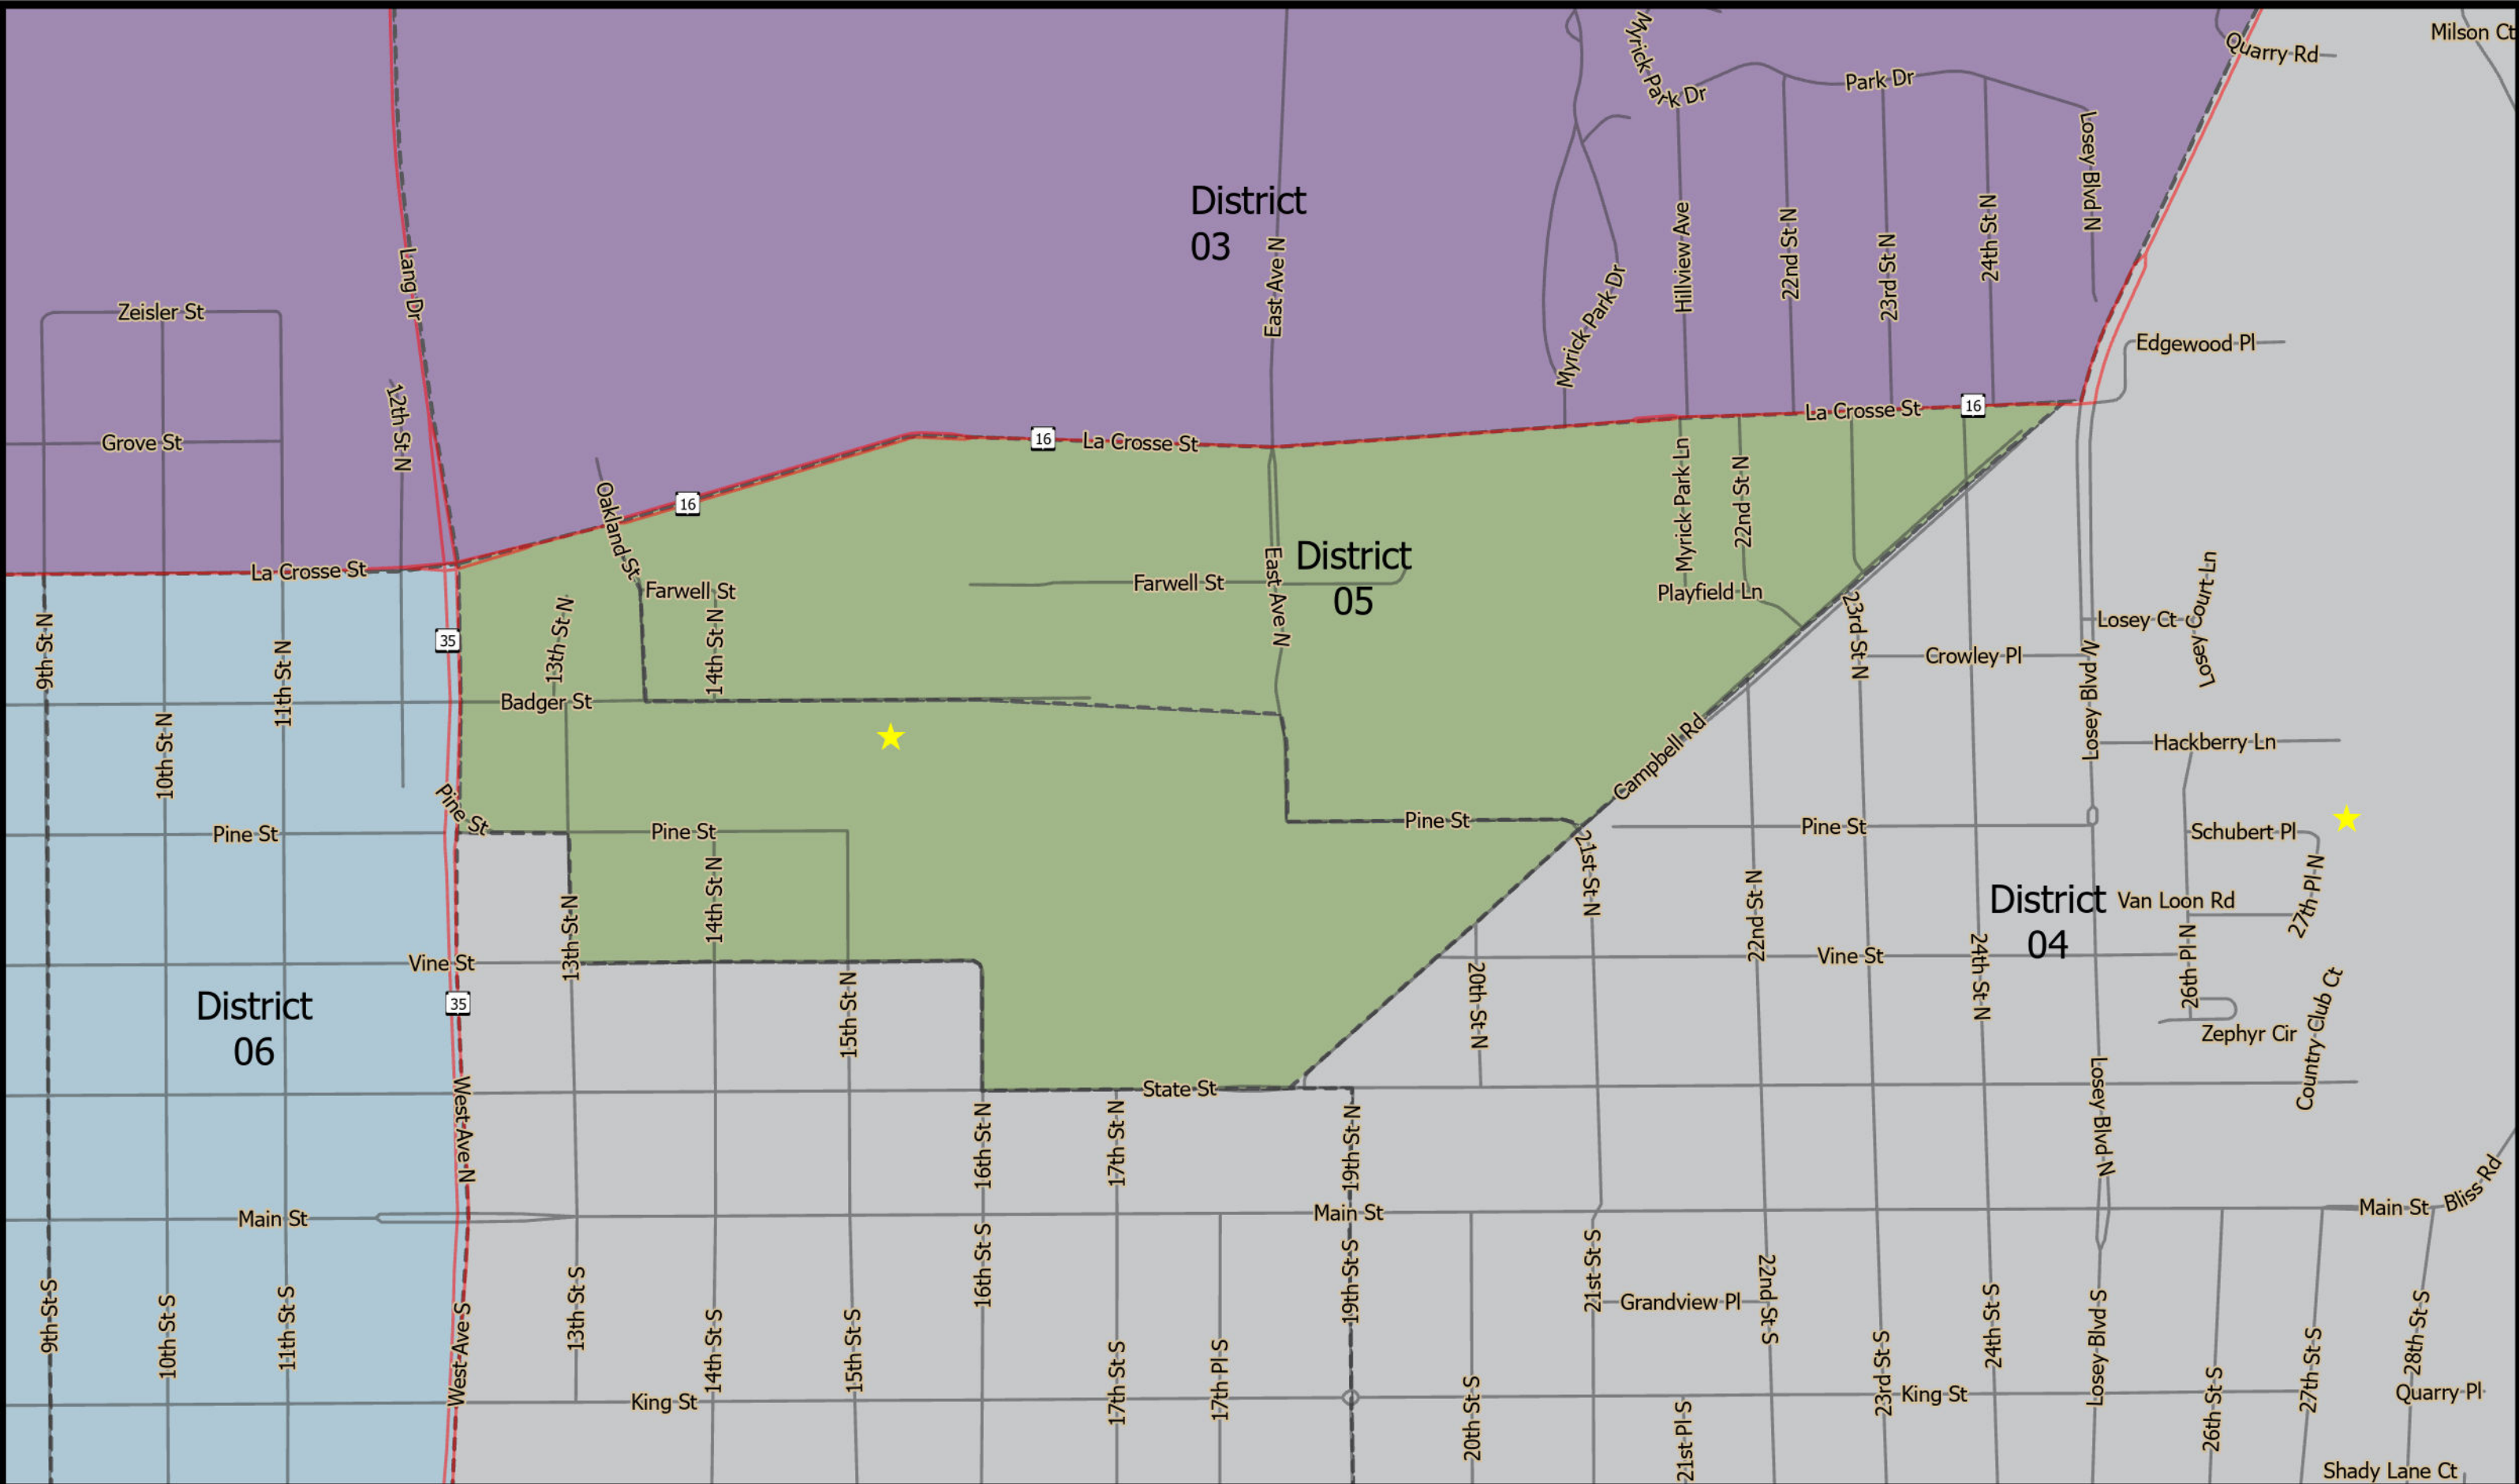 Quarry Rd
Milson Ct
Myrick Park Dr
Park Dr
Losey Blvd N
District
03
Lang Dr
East Ave N
Hillview Ave
22nd St N
23rd St N
24th St N
Zeisler St
Myrick Park Dr
Edgewood Pl
12th St N
Grove St
16
La Crosse St
La Crosse St
16
16
Oakland St
Myrick Park Ln
22nd St N
La Crosse St
District
05
East Ave N
Farwell St
Farwell St
Playfield Ln
9th St N
35
13th St N
14th St N
11th St N
23rd St N
Losey Ct
Losey Court Ln
Crowley Pl
Losey Blvd N
Badger St
10th St N
Campbell Rd
Hackberry Ln
Pine St
Pine St
Pine St
Pine St
Pine St
Schubert Pl
21st St N
27th Pl N
14th St N
13th St N
22nd St N
District
04
Van Loon Rd
Vine St
Vine St
24th St N
26th Pl N
20th St N
15th St N
35
District
06
Zephyr Cir
Country Club Ct
State St
West Ave N
16th St N
17th St N
19th St N
Losey Blvd N
Main St
Main St
Main St
Bliss Rd
16th St S
19th St S
21st St S
22nd St S
Grandview Pl
9th St S
10th St S
11th St S
West Ave S
13th St S
14th St S
15th St S
17th St S
17th Pl S
20th St S
23rd St S
24th St S
Losey Blvd S
26th St S
27th St S
28th St S
King St
King St
Quarry Pl
21st Pl S
Shady Lane Ct